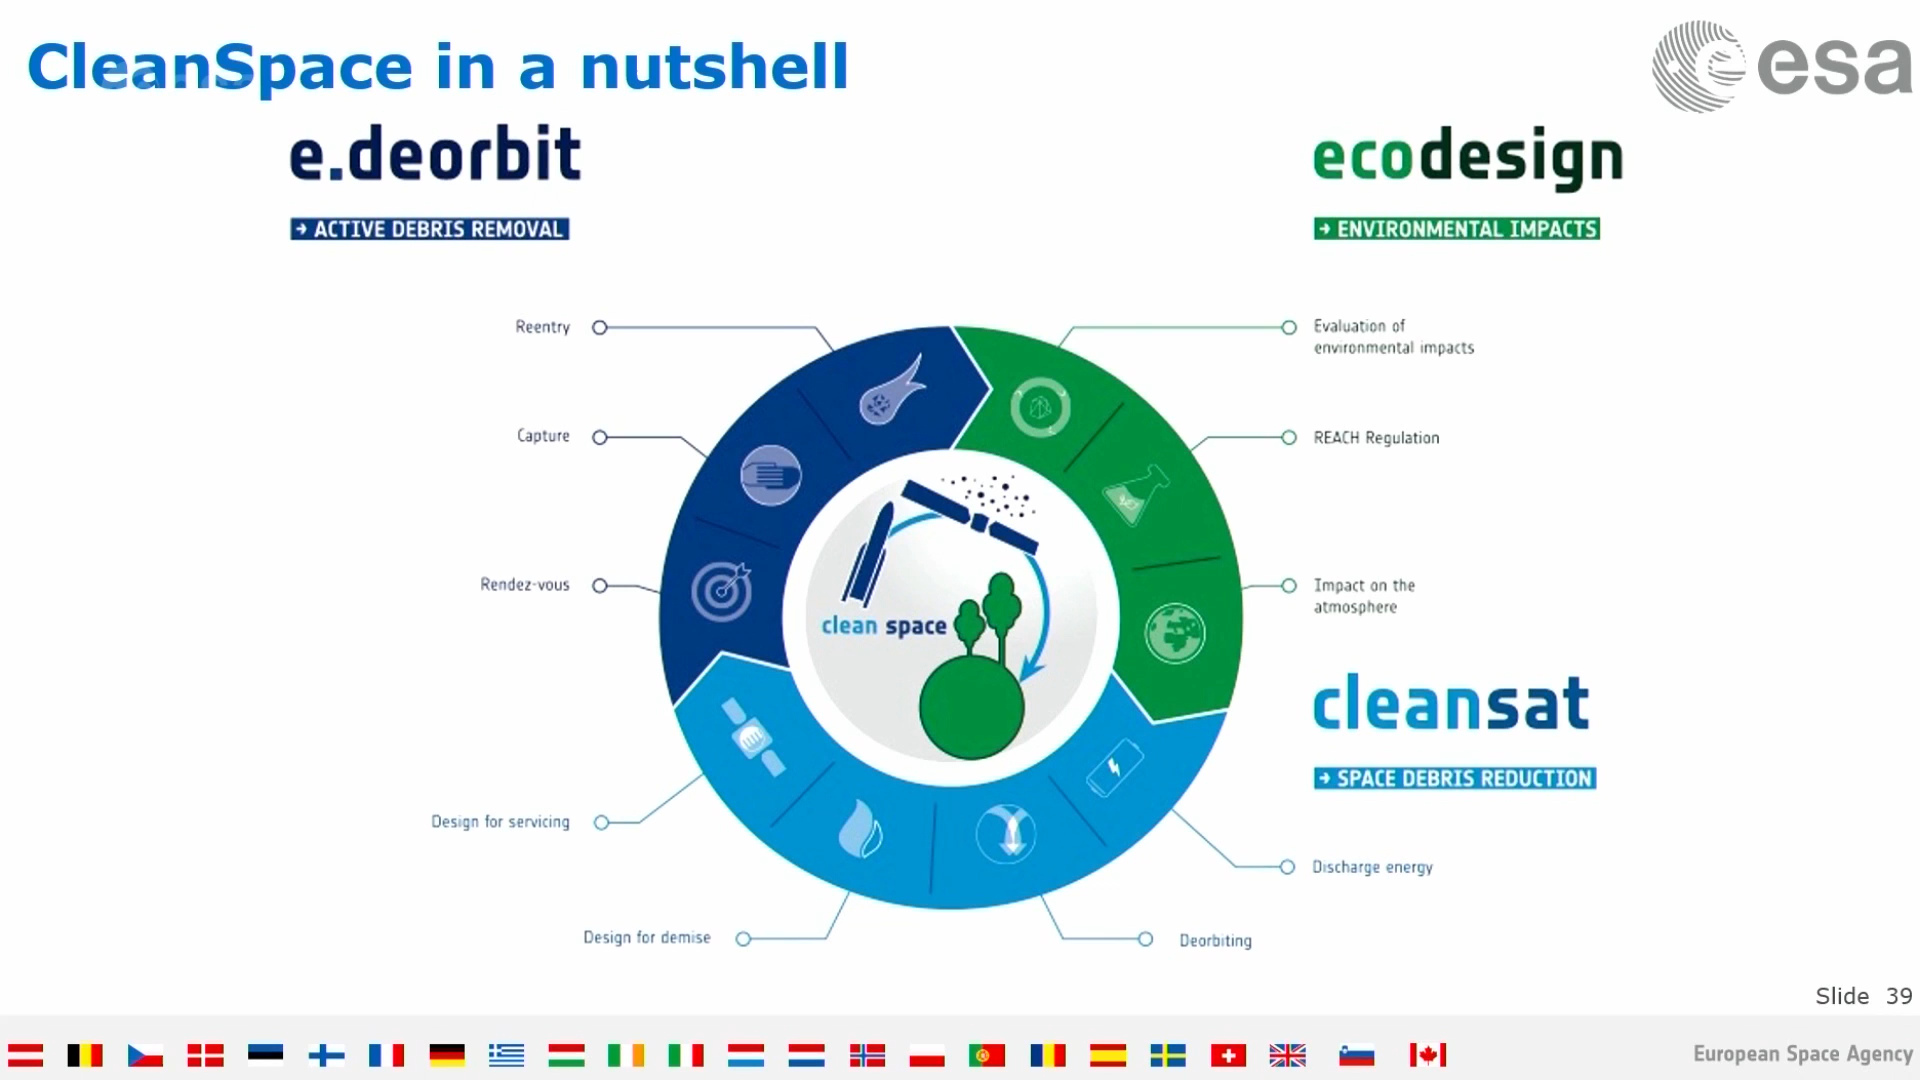 CleanSpace in a nutshell
esa
e.deorbit
→ ACTIVE DEBRIS REMOVAL
ecodesign
→ ENVIRONMENTAL IMPACTS
Reentry
Capture
Rendez-vous
Evaluation of
environmental impacts
REACH Regulation
Impact on the
atmosphere
clean space
cleansat
→ SPACE DEBRIS REDUCTION
Design for servicing
Design for demise
Discharge energy
Deorbiting
Slide 39
European Space Agency